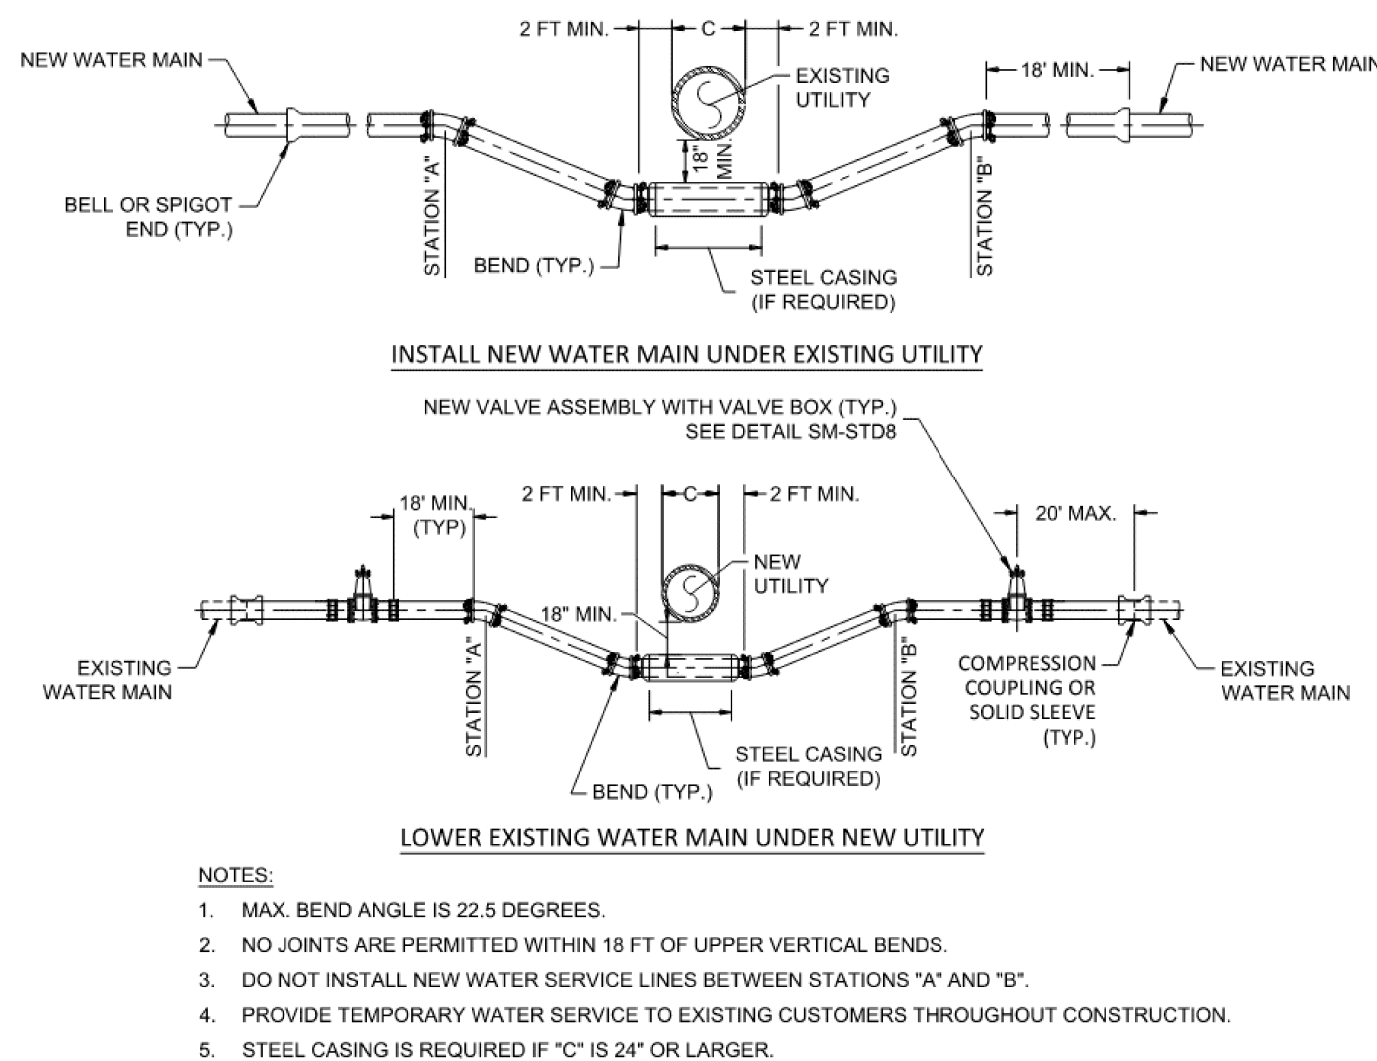 2 FT MIN.
C
2 FT MIN.
NEW WATER MAIN
EXISTING
UTILITY
18' MIN.
NEW WATER MAIN
18"
MIN.
BELL OR SPIGOT
END (TYP.)
STATION "A"
BEND (TYP.)
STATION "B"
STEEL CASING
(IF REQUIRED)
INSTALL NEW WATER MAIN UNDER EXISTING UTILITY
NEW VALVE ASSEMBLY WITH VALVE BOX (TYP.)
SEE DETAIL SM-STD8
2 FT MIN.
C
2 FT MIN.
18' MIN.
(TYP)
20' MAX.
NEW
UTILITY
18" MIN.
EXISTING
WATER MAIN
STATION "A"
STATION "B"
COMPRESSION
COUPLING OR
SOLID SLEEVE
(TYP.)
EXISTING
WATER MAIN
STEEL CASING
(IF REQUIRED)
BEND (TYP.)
LOWER EXISTING WATER MAIN UNDER NEW UTILITY
NOTES:
1. MAX. BEND ANGLE IS 22.5 DEGREES.
2. NO JOINTS ARE PERMITTED WITHIN 18 FT OF UPPER VERTICAL BENDS.
3. DO NOT INSTALL NEW WATER SERVICE LINES BETWEEN STATIONS "A" AND "B".
4. PROVIDE TEMPORARY WATER SERVICE TO EXISTING CUSTOMERS THROUGHOUT CONSTRUCTION.
5. STEEL CASING IS REQUIRED IF "C" IS 24" OR LARGER.